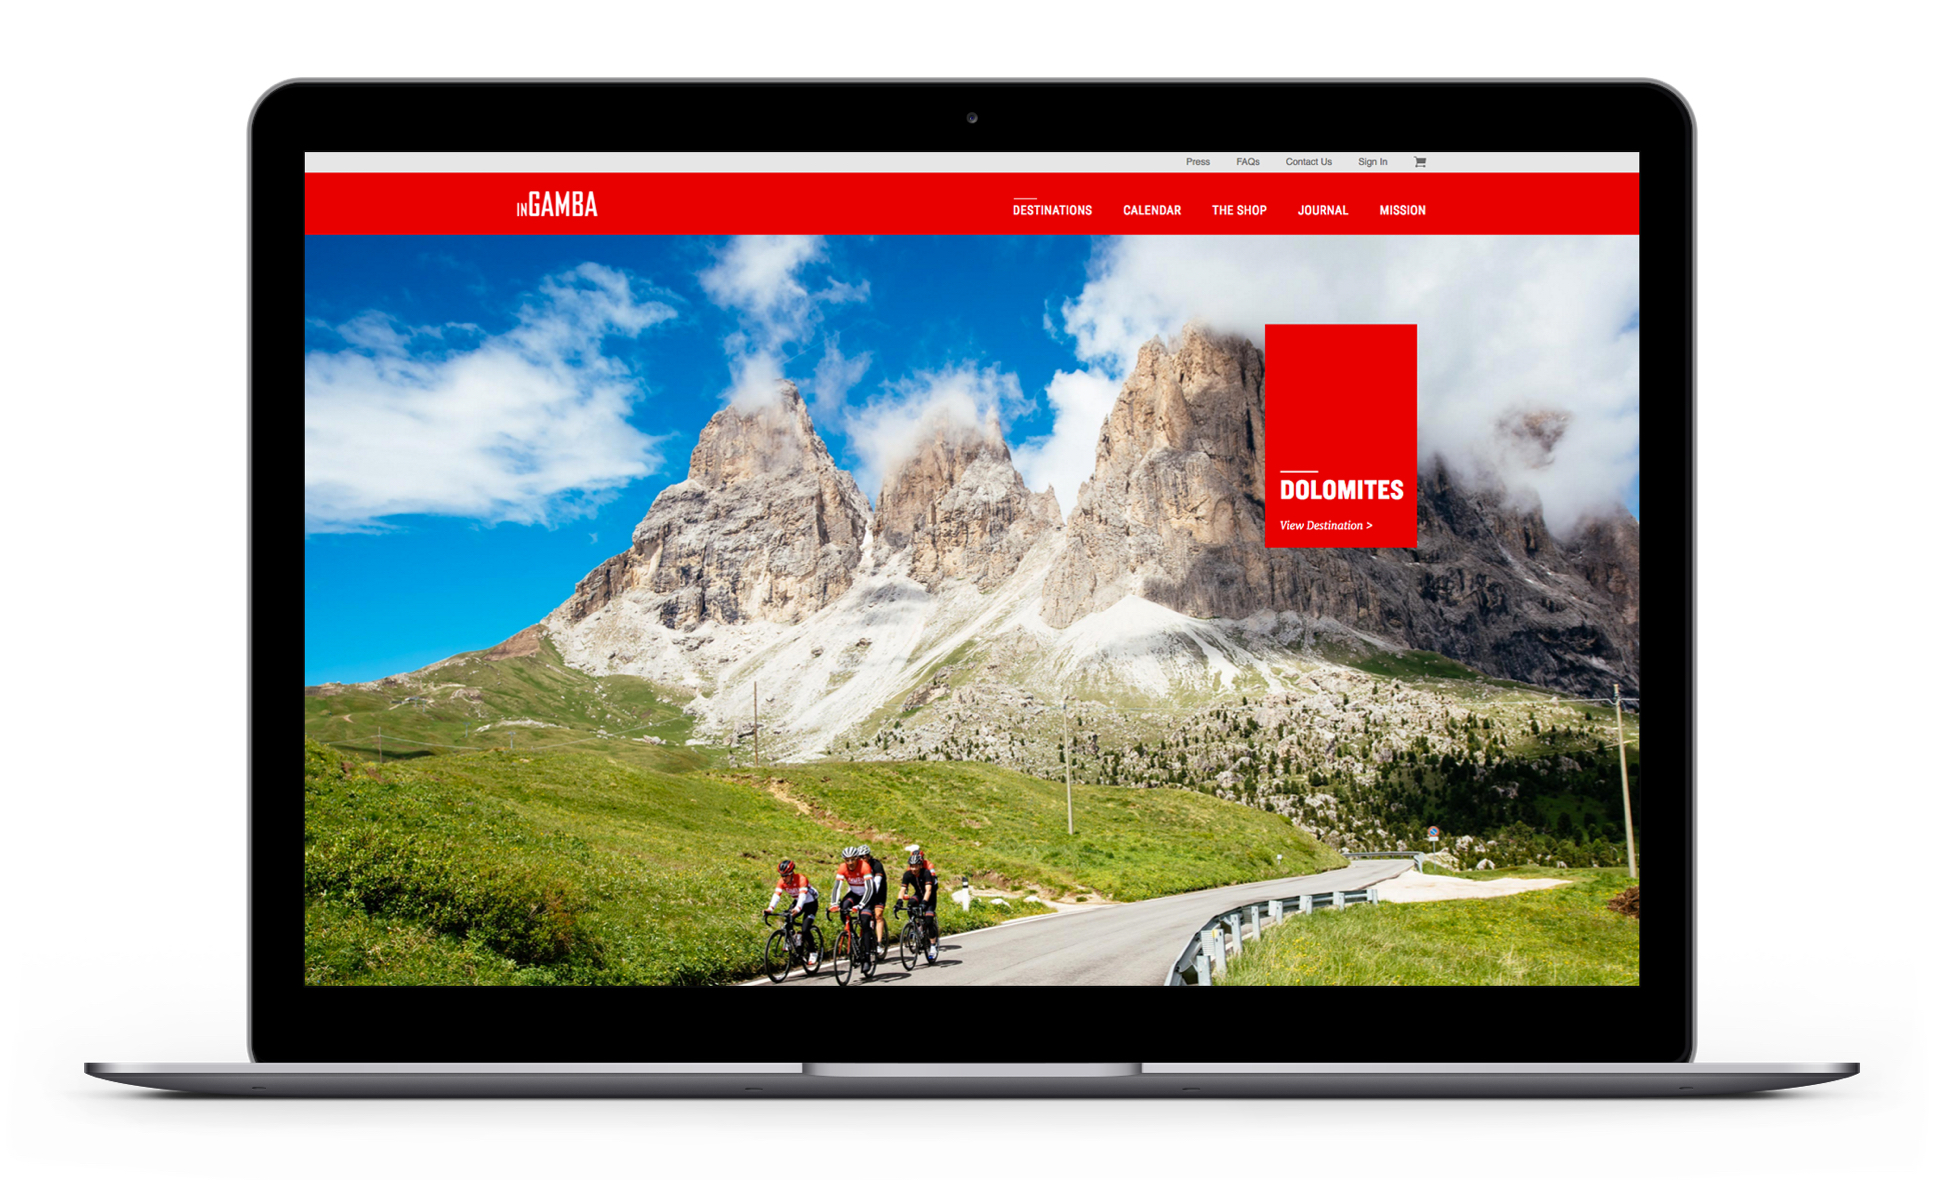 Press FAQs Contact Us Sign In
INGAMBA
DESTINATIONS CALENDAR THE SHOP JOURNAL MISSION
DOLOMITES
View Destination >